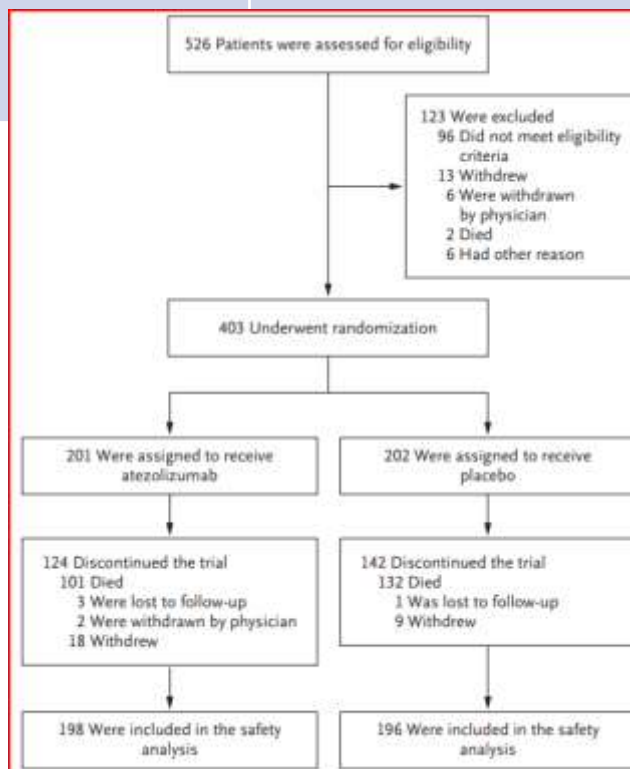 526 Patients were assessed for eligibility
123 Were excluded
96 Did not meet eligibility
criteria
13 Withdrew
6 Were withdrawn
by physician
2 Died
6 Had other reason
403 Underwent randomization
201 Were assigned to receive
atezolizumab
202 Were assigned to receive
placebo
124 Discontinued the trial
101 Died
3 Were lost to follow-up
2 Were withdrawn by physician
18 Withdrew
142 Discontinued the trial
132 Died
1 Was lost to follow-up
9 Withdrew
198 Were included in the safety
analysis
196 Were included in the safety
analysis